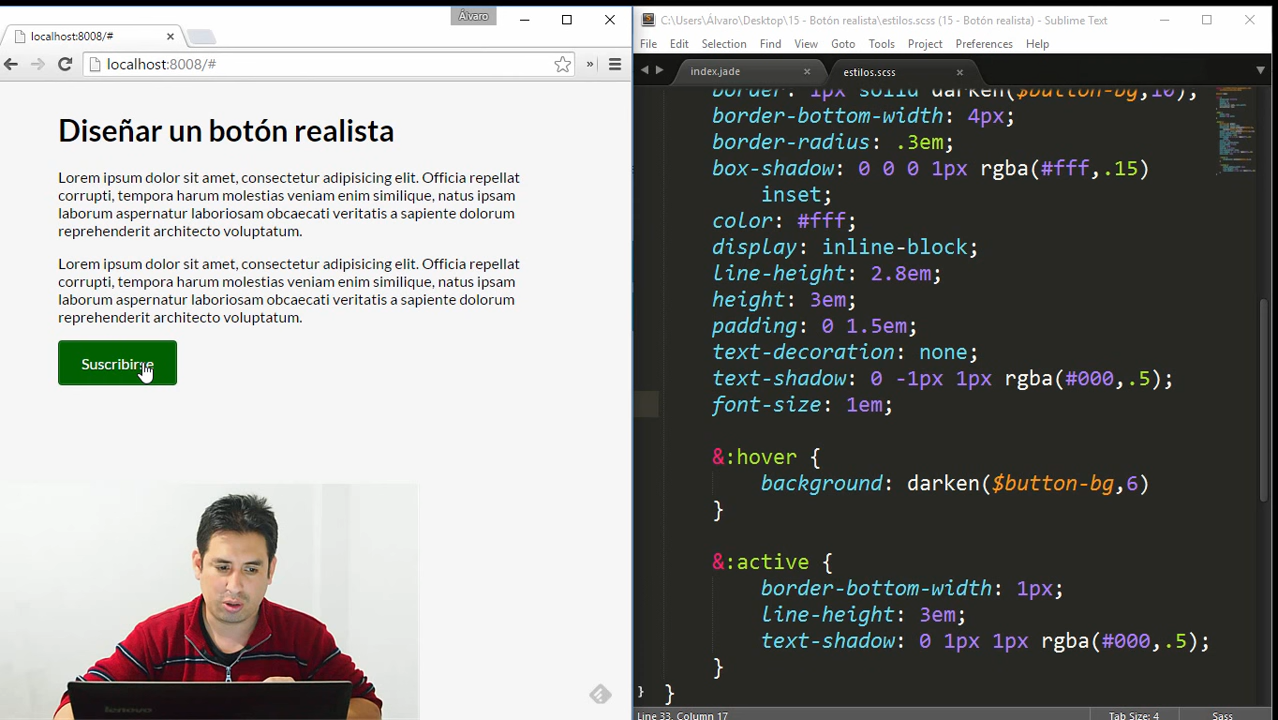 Álvaro
localhost:8008/#
localhost:8008/#
»
Diseñar un botón realista
Lorem ipsum dolor sit amet, consectetur adipisicing elit. Officia repellat
corrupti, tempora harum molestias veniam enim similique, natus ipsam
laborum aspernatur laboriosam obcaecati veritatis a sapiente dolorum
reprehenderit architecto voluptatum.
Lorem ipsum dolor sit amet, consectetur adipisicing elit. Officia repellat
corrupti, tempora harum molestias veniam enim similique, natus ipsam
laborum aspernatur laboriosam obcaecati veritatis a sapiente dolorum
reprehenderit architecto voluptatum.
Suscribirse
C:\Users\Álvaro\Desktop\15 - Botón realista\estilos.scss (15 - Botón realista) - Sublime Text
File Edit Selection Find View Goto Tools Project Preferences Help
index.jade estilos.scss
border: 1px solid darken($button-bg,10);
border-bottom-width: 4px;
border-radius: .3em;
box-shadow: 0 0 0 1px rgba(#fff,.15)
inset;
color: #fff;
display: inline-block;
line-height: 2.8em;
height: 3em;
padding: 0 1.5em;
text-decoration: none;
text-shadow: 0 -1px 1px rgba(#000,.5);
font-size: 1em;
&:hover {
background: darken($button-bg,6)
}
&:active {
border-bottom-width: 1px;
line-height: 3em;
text-shadow: 0 1px 1px rgba(#000,.5);
}
} }
Line 33, Column 17 Tab Size: 4 Sass